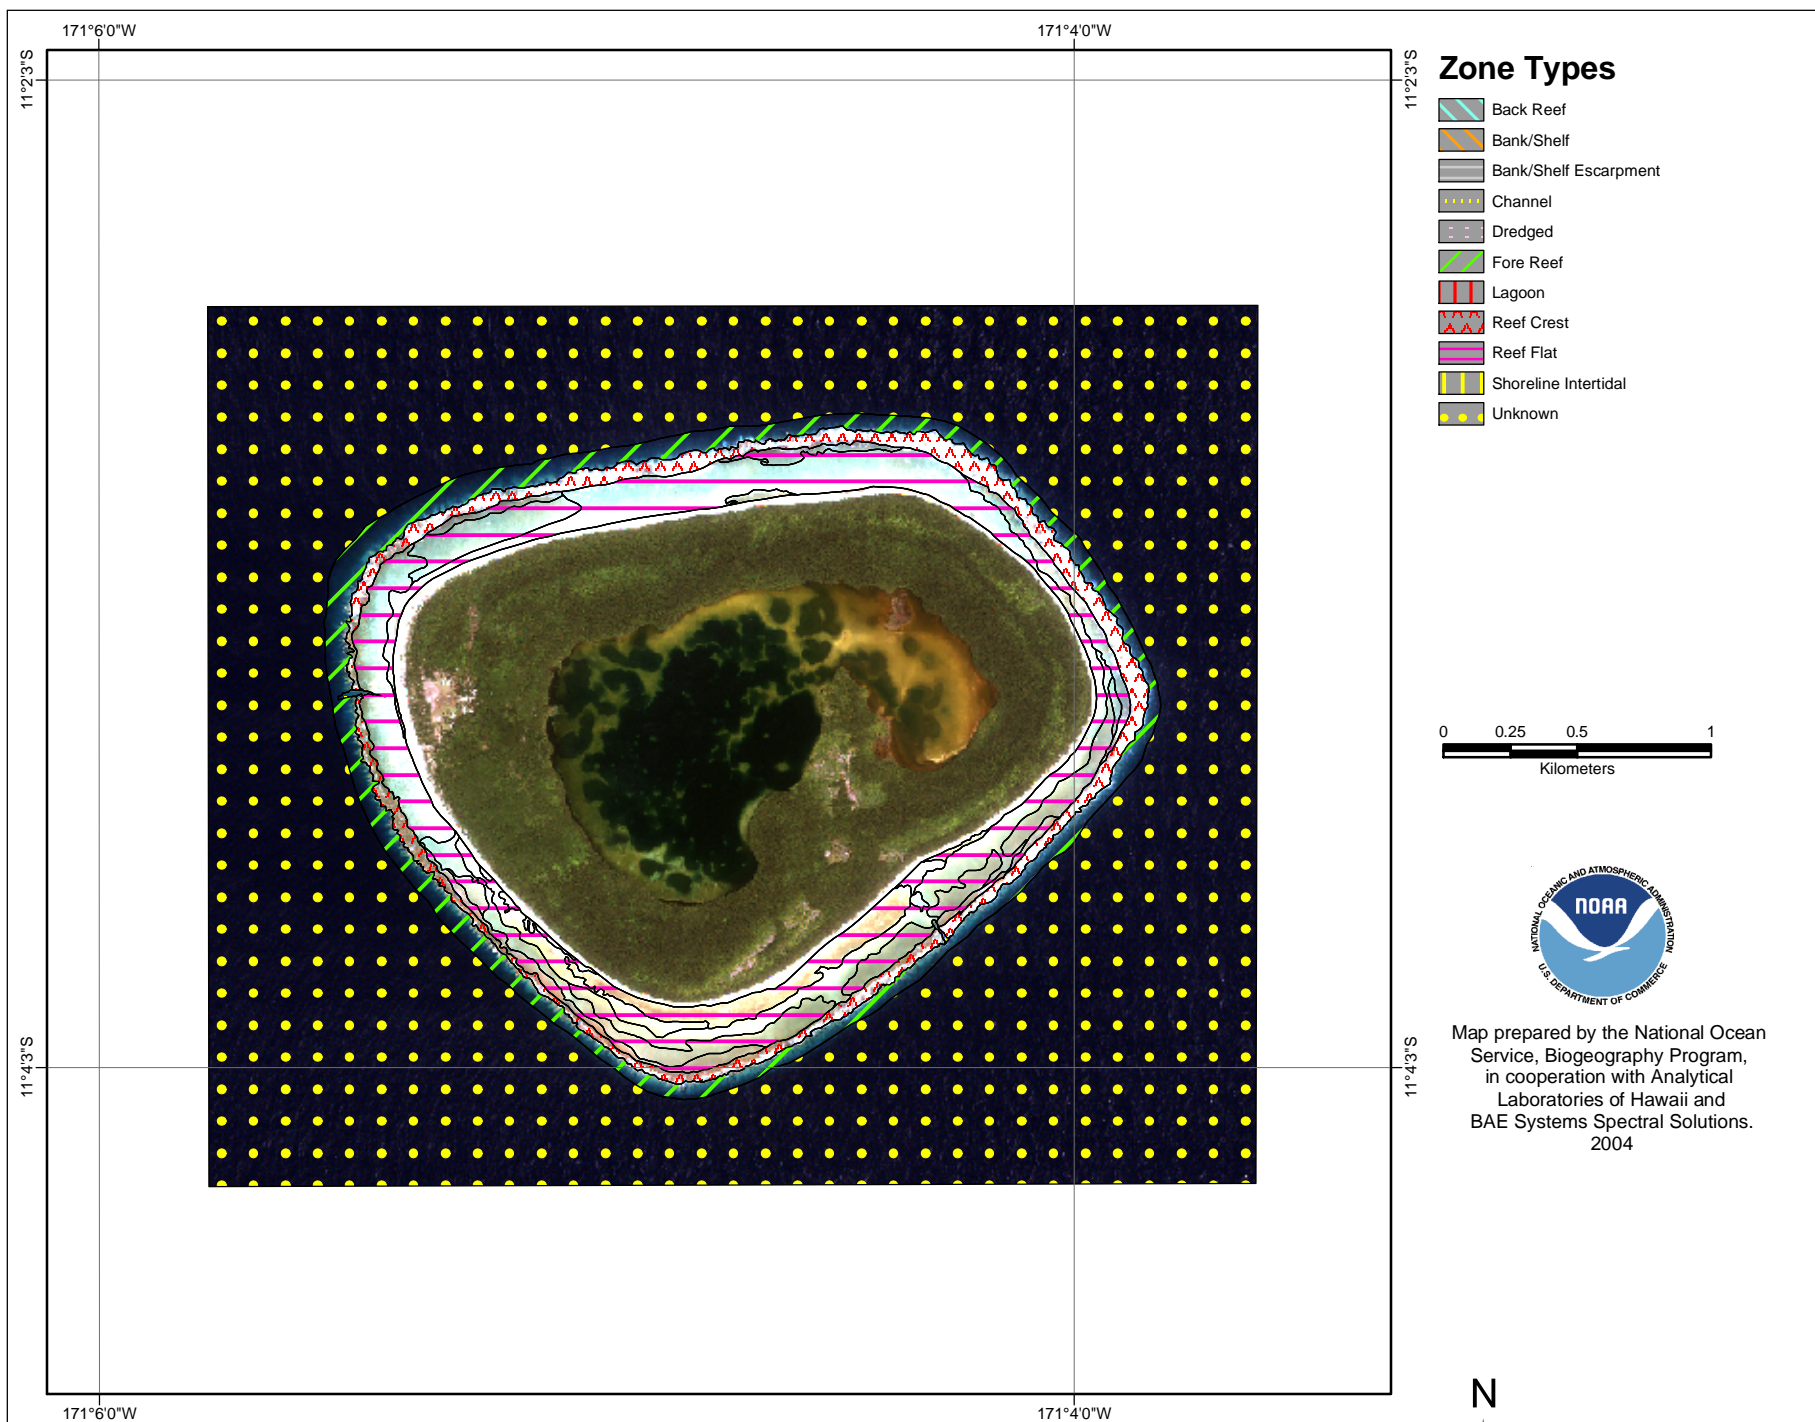 171°6'0"W
171°4'0"W
11°2'3"S
11°2'3"S
Zone Types
Back Reef
Bank/Shelf
Bank/Shelf Escarpment
Channel
Dredged
Fore Reef
Lagoon
Reef Crest
Reef Flat
Shoreline Intertidal
Unknown
0 0.25 0.5 1
Kilometers
NATIONAL OCEANIC AND ATMOSPHERIC ADMINISTRATION
NOAA
U.S. DEPARTMENT OF COMMERCE
Map prepared by the National Ocean
Service, Biogeography Program,
in cooperation with Analytical
Laboratories of Hawaii and
BAE Systems Spectral Solutions.
2004
11°4'3"S
11°4'3"S
N
171°6'0"W
171°4'0"W